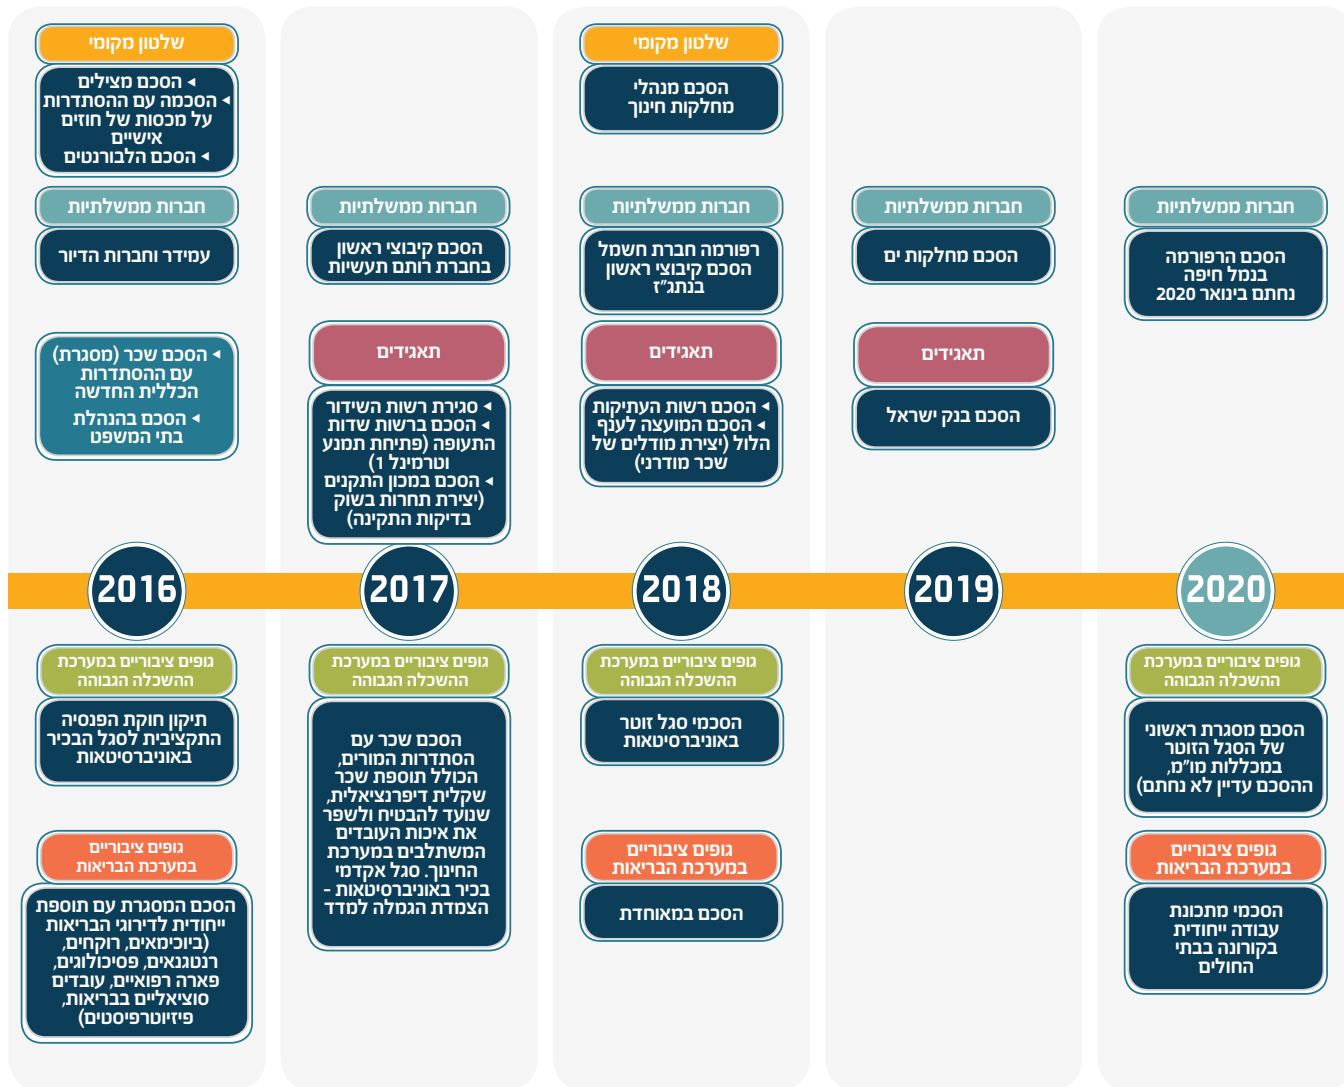 שלטון מקומי
◂ הסכם מצילים
◂ הסכמה עם ההסתדרות
על מכסות של חוזים
אישיים
◂ הסכם הלבורנטים
חברות ממשלתיות
עמידר וחברות הדיור
◂ הסכם שכר (מסגרת)
עם ההסתדרות
הכללית החדשה
◂ הסכם בהנהלת
בתי המשפט
2016
גופים ציבוריים במערכת
ההשכלה הגבוהה
תיקון חוקת הפנסיה
התקציבית לסגל הבכיר
באוניברסיטאות
גופים ציבוריים
במערכת הבריאות
הסכם המסגרת עם תוספת
ייחודית לדירוגי הבריאות
(ביוכימאים, רוקחים,
רנטגנאים, פסיכולוגים,
פארה רפואיים, עובדים
סוציאליים בבריאות,
פיזיוטרפיסטים)
חברות ממשלתיות
הסכם קיבוצי ראשון
בחברת רותם תעשיות
תאגידים
◂ סגירת רשות השידור
◂ הסכם ברשות שדות
התעופה (פתיחת תמנע
וטרמינל 1)
◂ הסכם במכון התקנים
(יצירת תחרות בשוק
בדיקות התקינה)
2017
גופים ציבוריים במערכת
ההשכלה הגבוהה
הסכם שכר עם
הסתדרות המורים,
הכולל תוספת שכר
שקלית דיפרנציאלית,
שנועד להבטיח ולשפר
את איכות העובדים
המשתלבים במערכת
החינוך. סגל אקדמי
בכיר באוניברסיטאות -
הצמדת הגמלה למדד
שלטון מקומי
הסכם מנהלי
מחלקות חינוך
חברות ממשלתיות
רפורמה חברת חשמל
הסכם קיבוצי ראשון
בנתג"ז
תאגידים
◂ הסכם רשות העתיקות
◂ הסכם המועצה לענף
הלול (יצירת מודלים של
שכר מודרני)
2018
גופים ציבוריים במערכת
ההשכלה הגבוהה
הסכמי סגל זוטר
באוניברסיטאות
גופים ציבוריים
במערכת הבריאות
הסכם במאוחדת
חברות ממשלתיות
הסכם מחלקות ים
תאגידים
הסכם בנק ישראל
2019
חברות ממשלתיות
הסכם הרפורמה
בנמל חיפה
נחתם בינואר 2020
2020
גופים ציבוריים במערכת
ההשכלה הגבוהה
הסכם מסגרת ראשוני
של הסגל הזוטר
במכללות מו"מ,
ההסכם עדיין לא נחתם)
גופים ציבוריים
במערכת הבריאות
הסכמי מתכונת
עבודה ייחודית
בקורונה בבתי
החולים